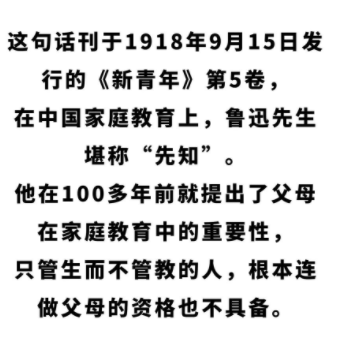 这句话刊于1918年9月15日发
行的《新青年》第5卷，
在中国家庭教育上，鲁迅先生
堪称“先知”。
他在100多年前就提出了父母
在家庭教育中的重要性，
只管生而不管教的人，根本连
做父母的资格也不具备。